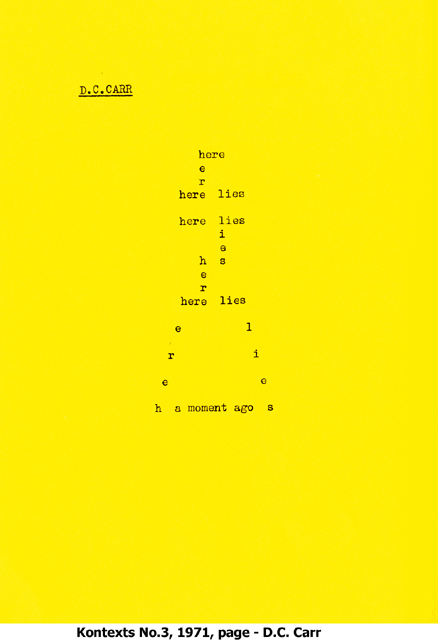 D.C.CARR
here
e
r
here lies
here lies
i
e
h s
e
r
here lies
e l
r i
e e
h a moment ago s
Kontexts No.3, 1971, page - D.C. Carr